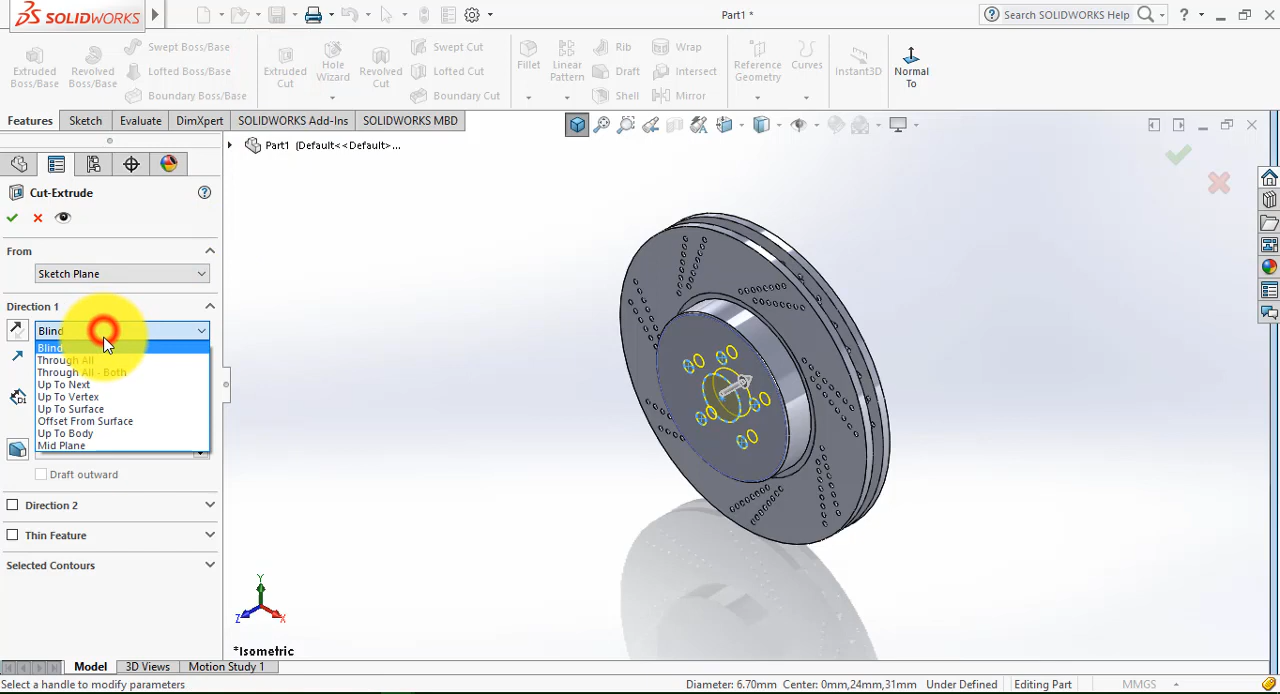 SOLIDWORKS
Part1 *
Search SOLIDWORKS Help
Extruded Boss/Base
Revolved Boss/Base
Swept Boss/Base
Lofted Boss/Base
Boundary Boss/Base
Extruded Cut
Hole Wizard
Revolved Cut
Swept Cut
Lofted Cut
Boundary Cut
Fillet
Linear Pattern
Rib
Draft
Shell
Wrap
Intersect
Mirror
Reference Geometry
Curves
Instant3D
Normal To
Features
Sketch
Evaluate
DimXpert
SOLIDWORKS Add-Ins
SOLIDWORKS MBD
Part1 (Default<<Default>...
Cut-Extrude
From
Sketch Plane
Direction 1
Blind
Blind
Through All
Through All - Both
Up To Next
Up To Vertex
Up To Surface
Offset From Surface
Up To Body
Mid Plane
Draft outward
Direction 2
Thin Feature
Selected Contours
Y
Z
X
*Isometric
Model
3D Views
Motion Study 1
Select a handle to modify parameters
Diameter: 6.70mm Center: 0mm,24mm,31mm
Under Defined
Editing Part
MMGS